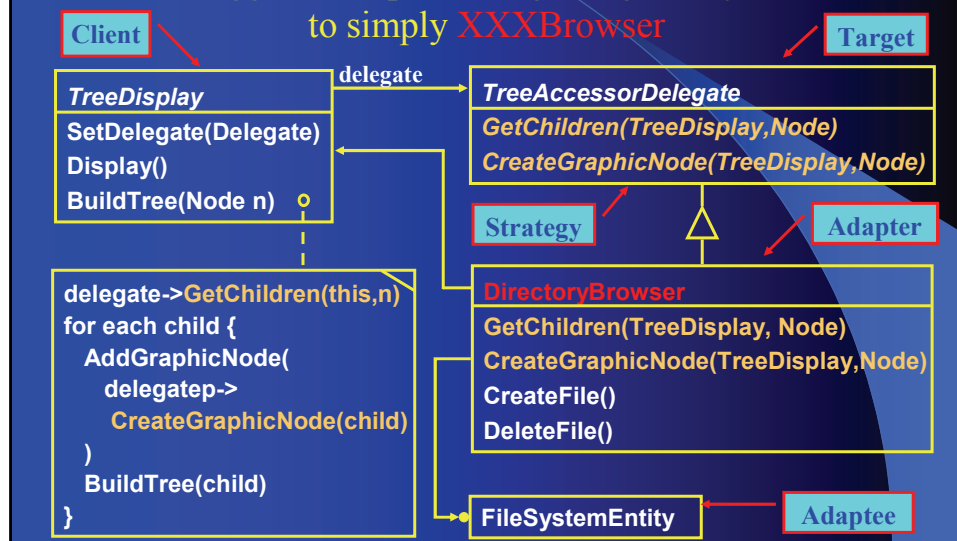 to simply XXXBrowser
Client
Target
delegate
TreeDisplay
SetDelegate(Delegate)
Display()
BuildTree(Node n)
TreeAccessorDelegate
GetChildren(TreeDisplay,Node)
CreateGraphicNode(TreeDisplay,Node)
Strategy
Adapter
delegate->GetChildren(this,n)
for each child {
AddGraphicNode(
delegatep->
CreateGraphicNode(child)
)
BuildTree(child)
}
DirectoryBrowser
GetChildren(TreeDisplay, Node)
CreateGraphicNode(TreeDisplay,Node)
CreateFile()
DeleteFile()
FileSystemEntity
Adaptee